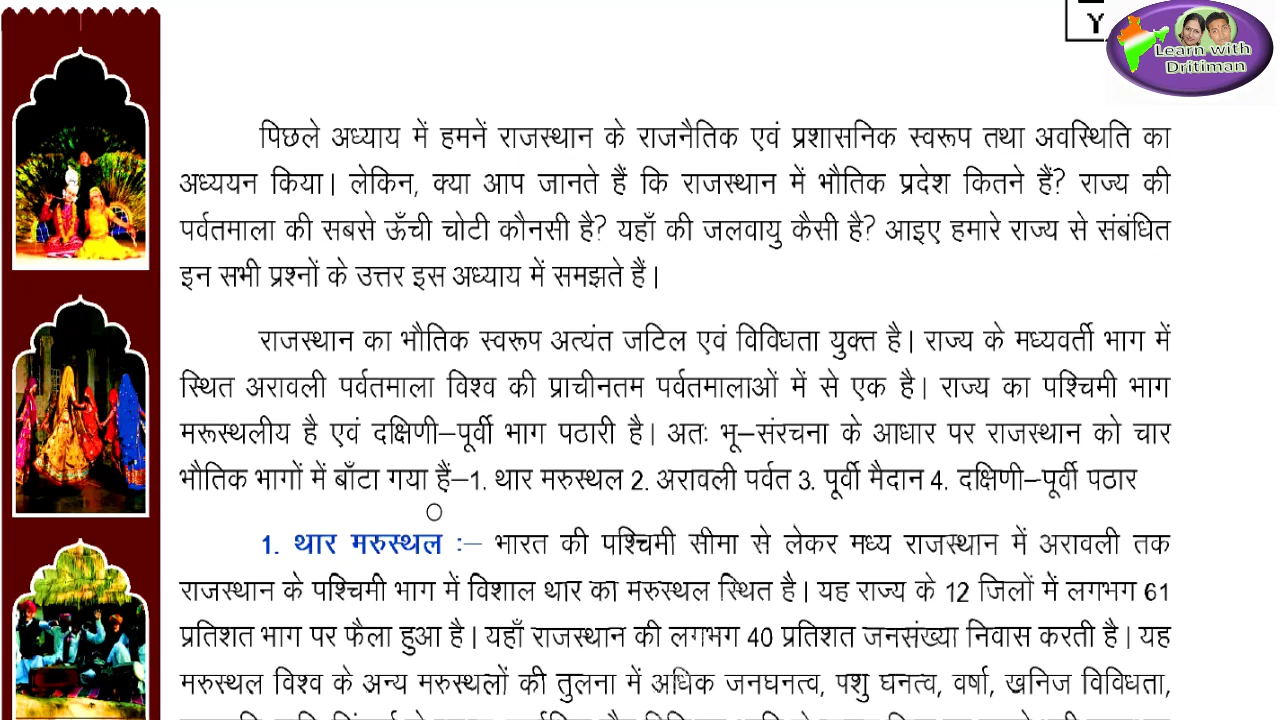 Y
Learn with
Dritiman
पिछले अध्याय में हमनें राजस्थान के राजनैतिक एवं प्रशासनिक स्वरूप तथा अवस्थिति का
अध्ययन किया। लेकिन, क्या आप जानते हैं कि राजस्थान में भौतिक प्रदेश कितने हैं? राज्य की
पर्वतमाला की सबसे ऊँची चोटी कौनसी है? यहाँ की जलवायु कैसी है? आइए हमारे राज्य से संबंधित
इन सभी प्रश्नों के उत्तर इस अध्याय में समझते हैं।
राजस्थान का भौतिक स्वरूप अत्यंत जटिल एवं विविधता युक्त है। राज्य के मध्यवर्ती भाग में
स्थित अरावली पर्वतमाला विश्व की प्राचीनतम पर्वतमालाओं में से एक है। राज्य का पश्चिमी भाग
मरूस्थलीय है एवं दक्षिणी–पूर्वी भाग पठारी है। अतः भू–संरचना के आधार पर राजस्थान को चार
भौतिक भागों में बाँटा गया हैं–1. थार मरुस्थल 2. अरावली पर्वत 3. पूर्वी मैदान 4. दक्षिणी–पूर्वी पठार
1. थार मरुस्थल :– भारत की पश्चिमी सीमा से लेकर मध्य राजस्थान में अरावली तक
राजस्थान के पश्चिमी भाग में विशाल थार का मरुस्थल स्थित है। यह राज्य के 12 जिलों में लगभग 61
प्रतिशत भाग पर फैला हुआ है। यहाँ राजस्थान की लगभग 40 प्रतिशत जनसंख्या निवास करती है। यह
मरुस्थल विश्व के अन्य मरुस्थलों की तुलना में अधिक जनघनत्व, पशु घनत्व, वर्षा, खनिज विविधता,